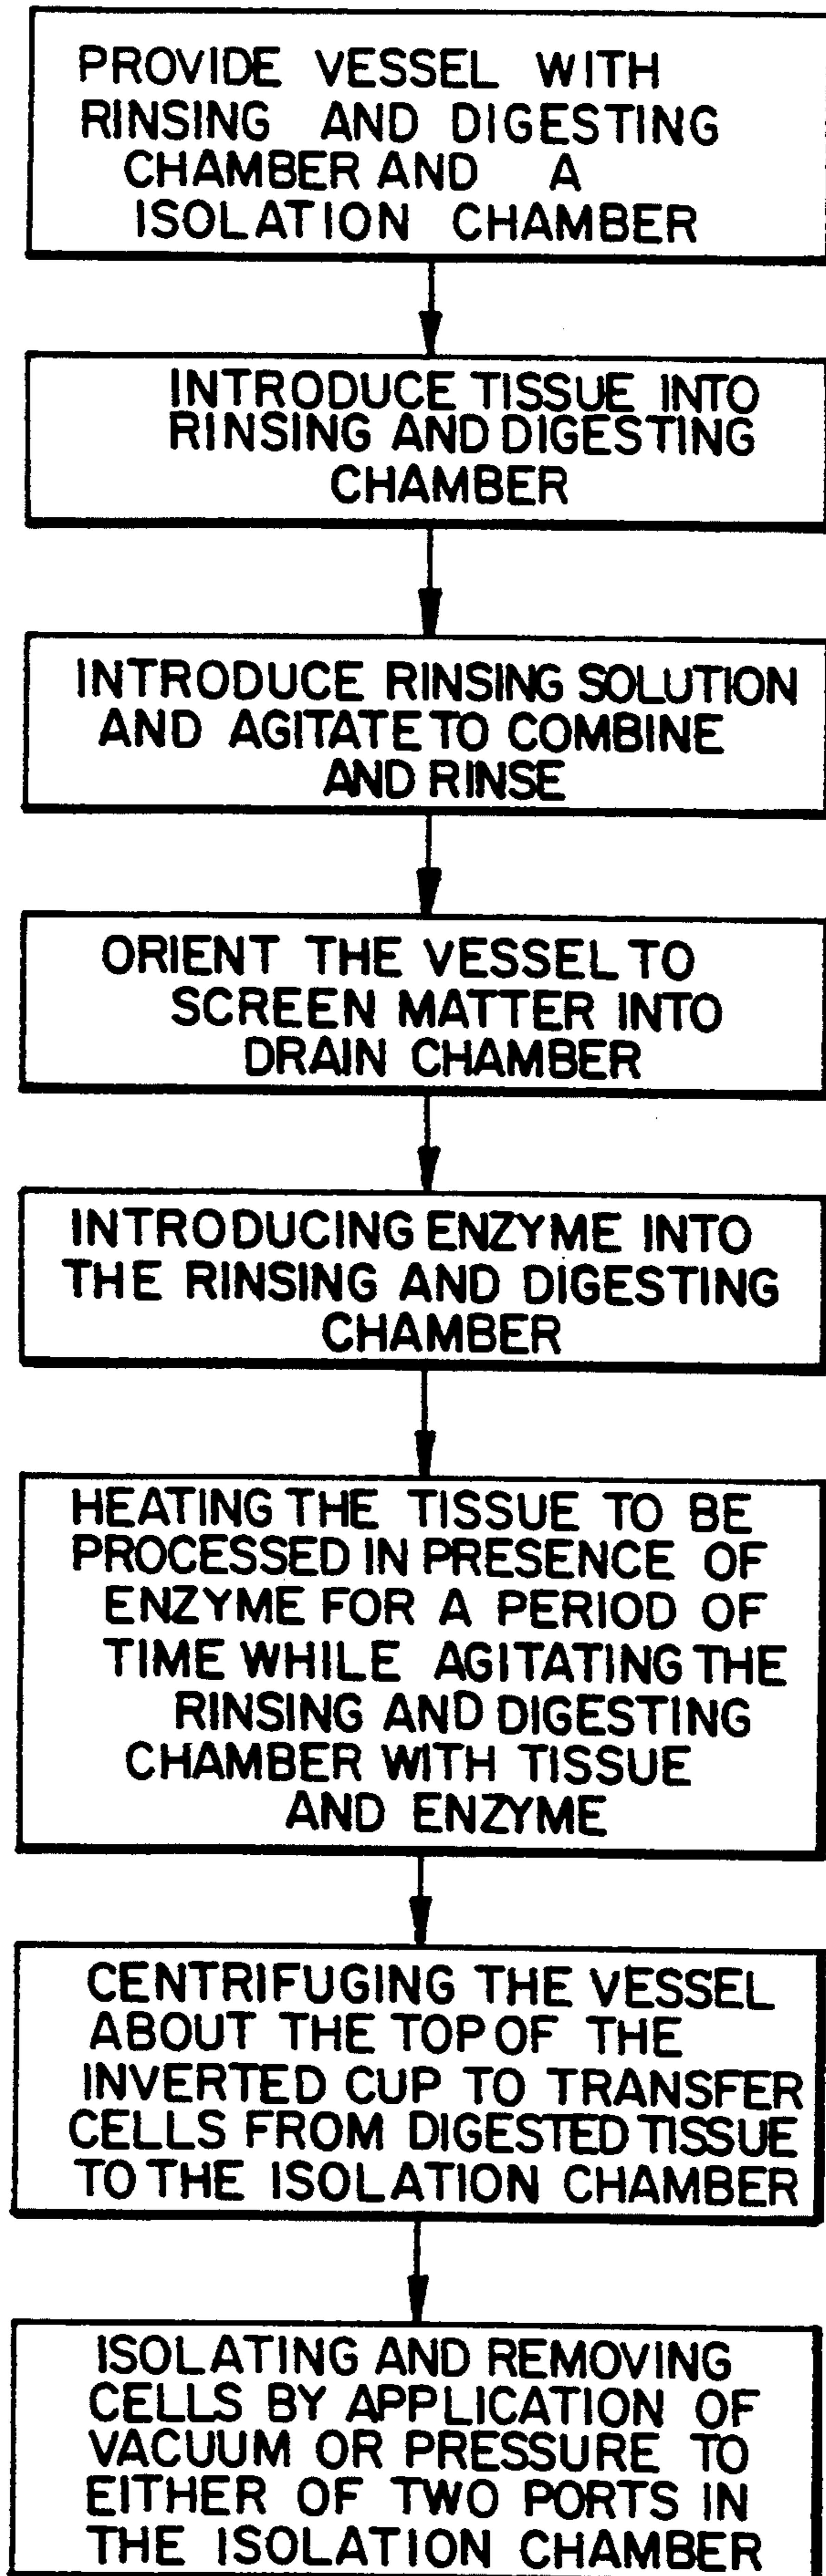 PROVIDE VESSEL WITH
RINSING AND DIGESTING
CHAMBER AND A
ISOLATION CHAMBER
INTRODUCE TISSUE INTO
RINSING AND DIGESTING
CHAMBER
INTRODUCE RINSING SOLUTION
AND AGITATE TO COMBINE
AND RINSE
ORIENT THE VESSEL TO
SCREEN MATTER INTO
DRAIN CHAMBER
INTRODUCING ENZYME INTO
THE RINSING AND DIGESTING
CHAMBER
HEATING THE TISSUE TO BE
PROCESSED IN PRESENCE OF
ENZYME FOR A PERIOD OF
TIME WHILE AGITATING THE
RINSING AND DIGESTING
CHAMBER WITH TISSUE
AND ENZYME
CENTRIFUGING THE VESSEL
ABOUT THE TOP OF THE
INVERTED CUP TO TRANSFER
CELLS FROM DIGESTED TISSUE
TO THE ISOLATION CHAMBER
ISOLATING AND REMOVING
CELLS BY APPLICATION OF
VACUUM OR PRESSURE TO
EITHER OF TWO PORTS IN
THE ISOLATION CHAMBER